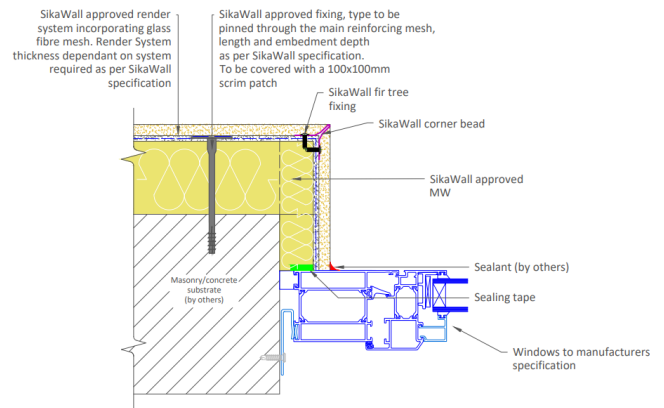 SikaWall approved render
system incorporating glass
fibre mesh. Render System
thickness dependant on system
required as per SikaWall
specification
SikaWall approved fixing, type to be
pinned through the main reinforcing mesh,
length and embedment depth
as per SikaWall specification.
To be covered with a 100x100mm
scrim patch
SikaWall fir tree
fixing
SikaWall corner bead
SikaWall approved
MW
Sealant (by others)
Masonry/concrete
substrate
(by others)
Sealing tape
Windows to manufacturers
specification